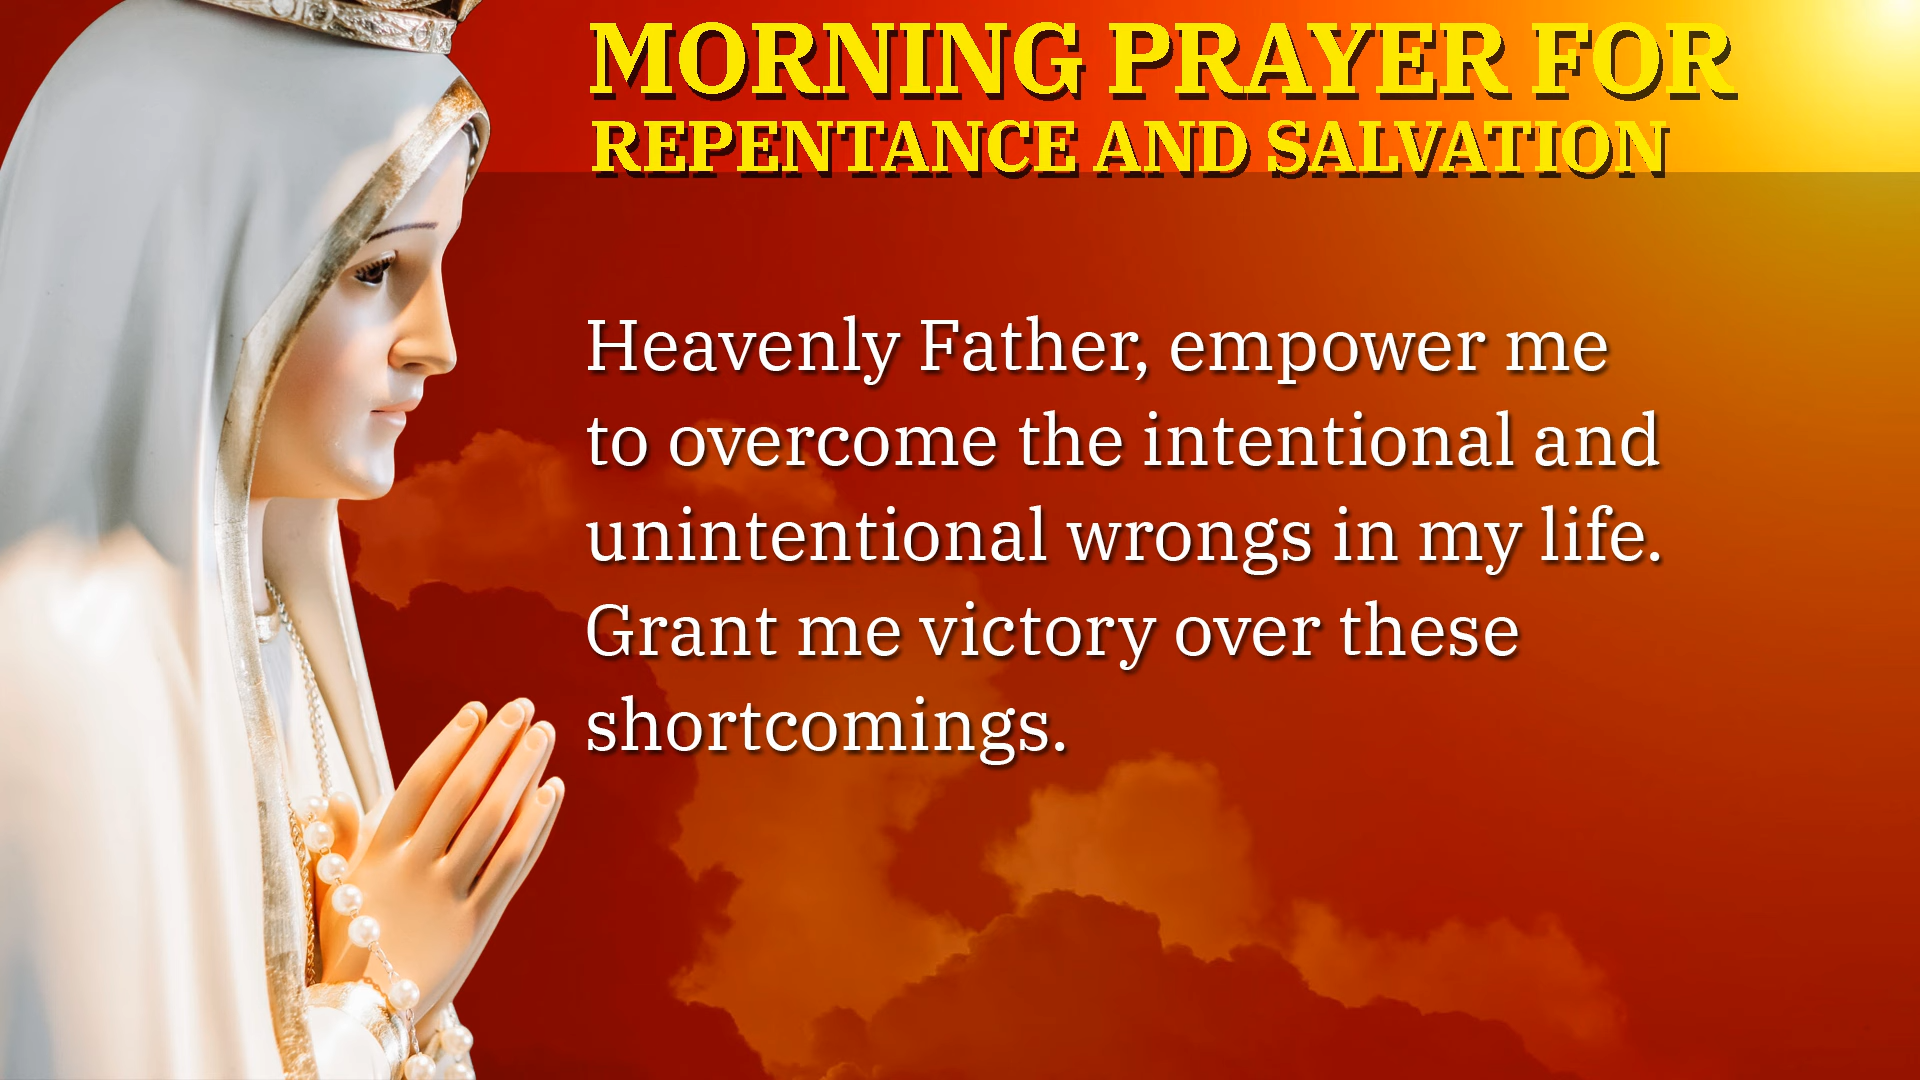 MORNING PRAYER FOR
REPENTANCE AND SALVATION
Heavenly Father, empower me
to overcome the intentional and
unintentional wrongs in my life.
Grant me victory over these
shortcomings.